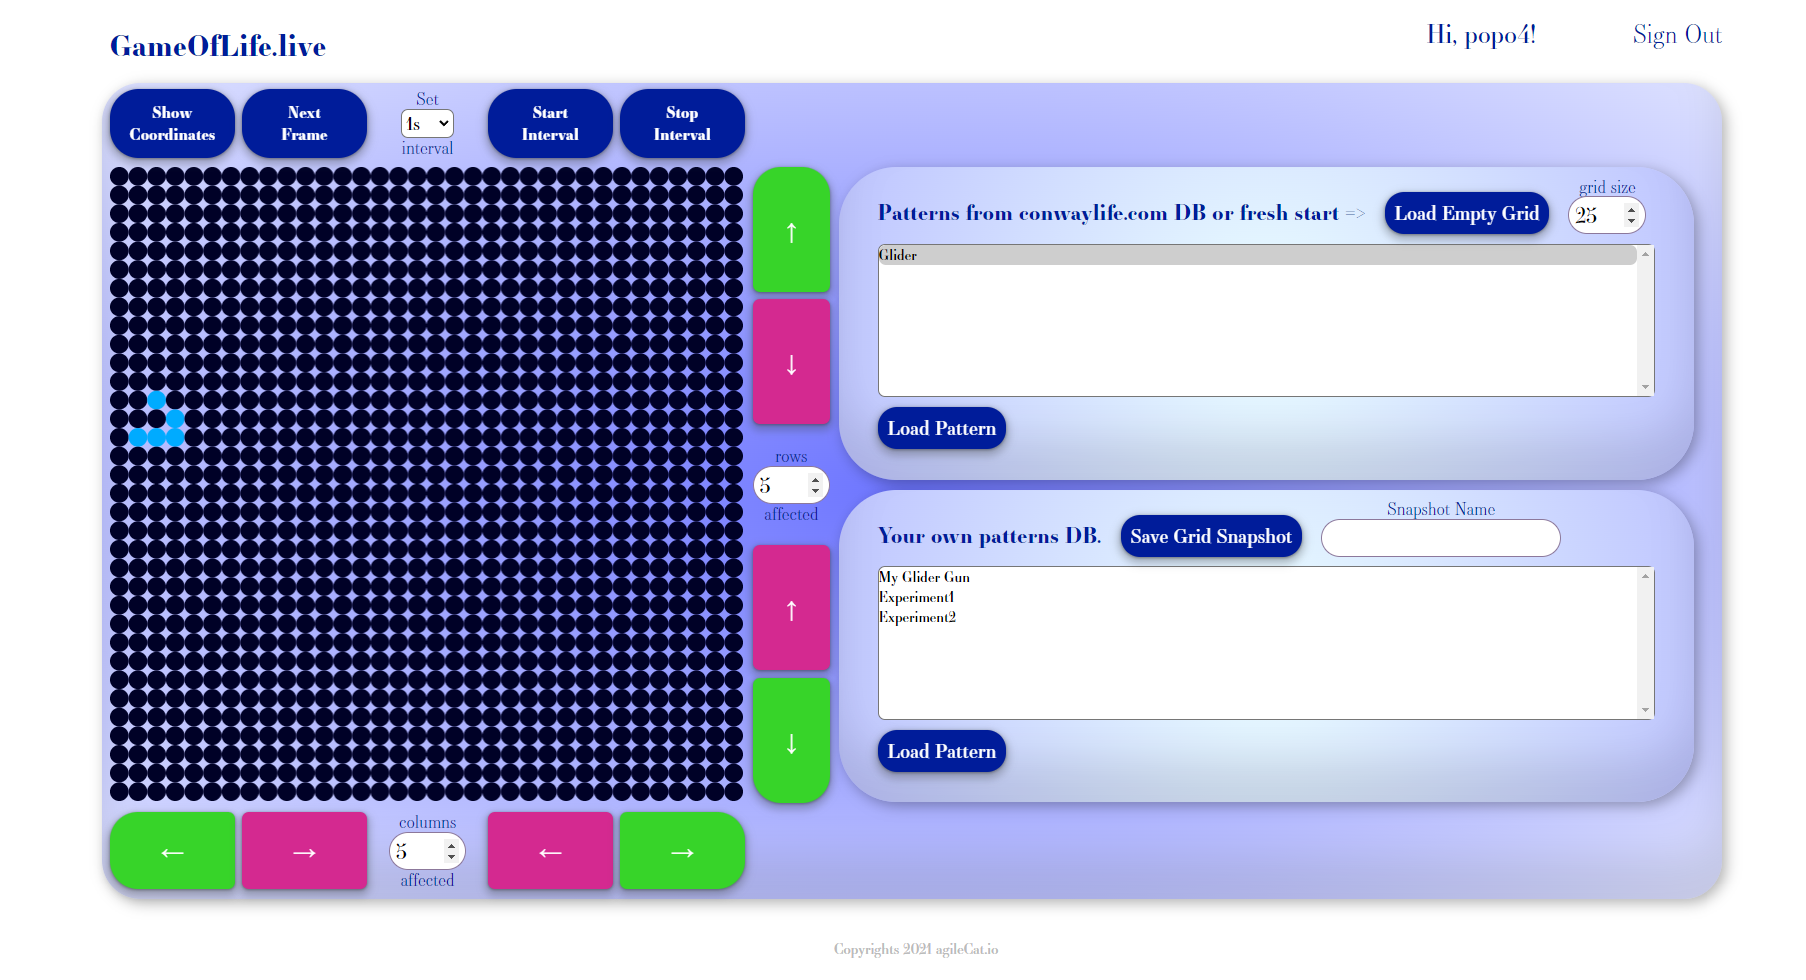 GameOfLife.live
Hi, popo4!
Sign Out
Show
Coordinates
Next
Frame
Set
1s
interval
Start
Interval
Stop
Interval
↑
↓
rows
5
affected
↑
↓
Patterns from conwaylife.com DB or fresh start =>
Load Empty Grid
grid size
25
Glider
Load Pattern
Your own patterns DB.
Save Grid Snapshot
Snapshot Name
My Glider Gun
Experiment1
Experiment2
Load Pattern
←
→
columns
5
affected
←
→
Copyrights 2021 agileCat.io